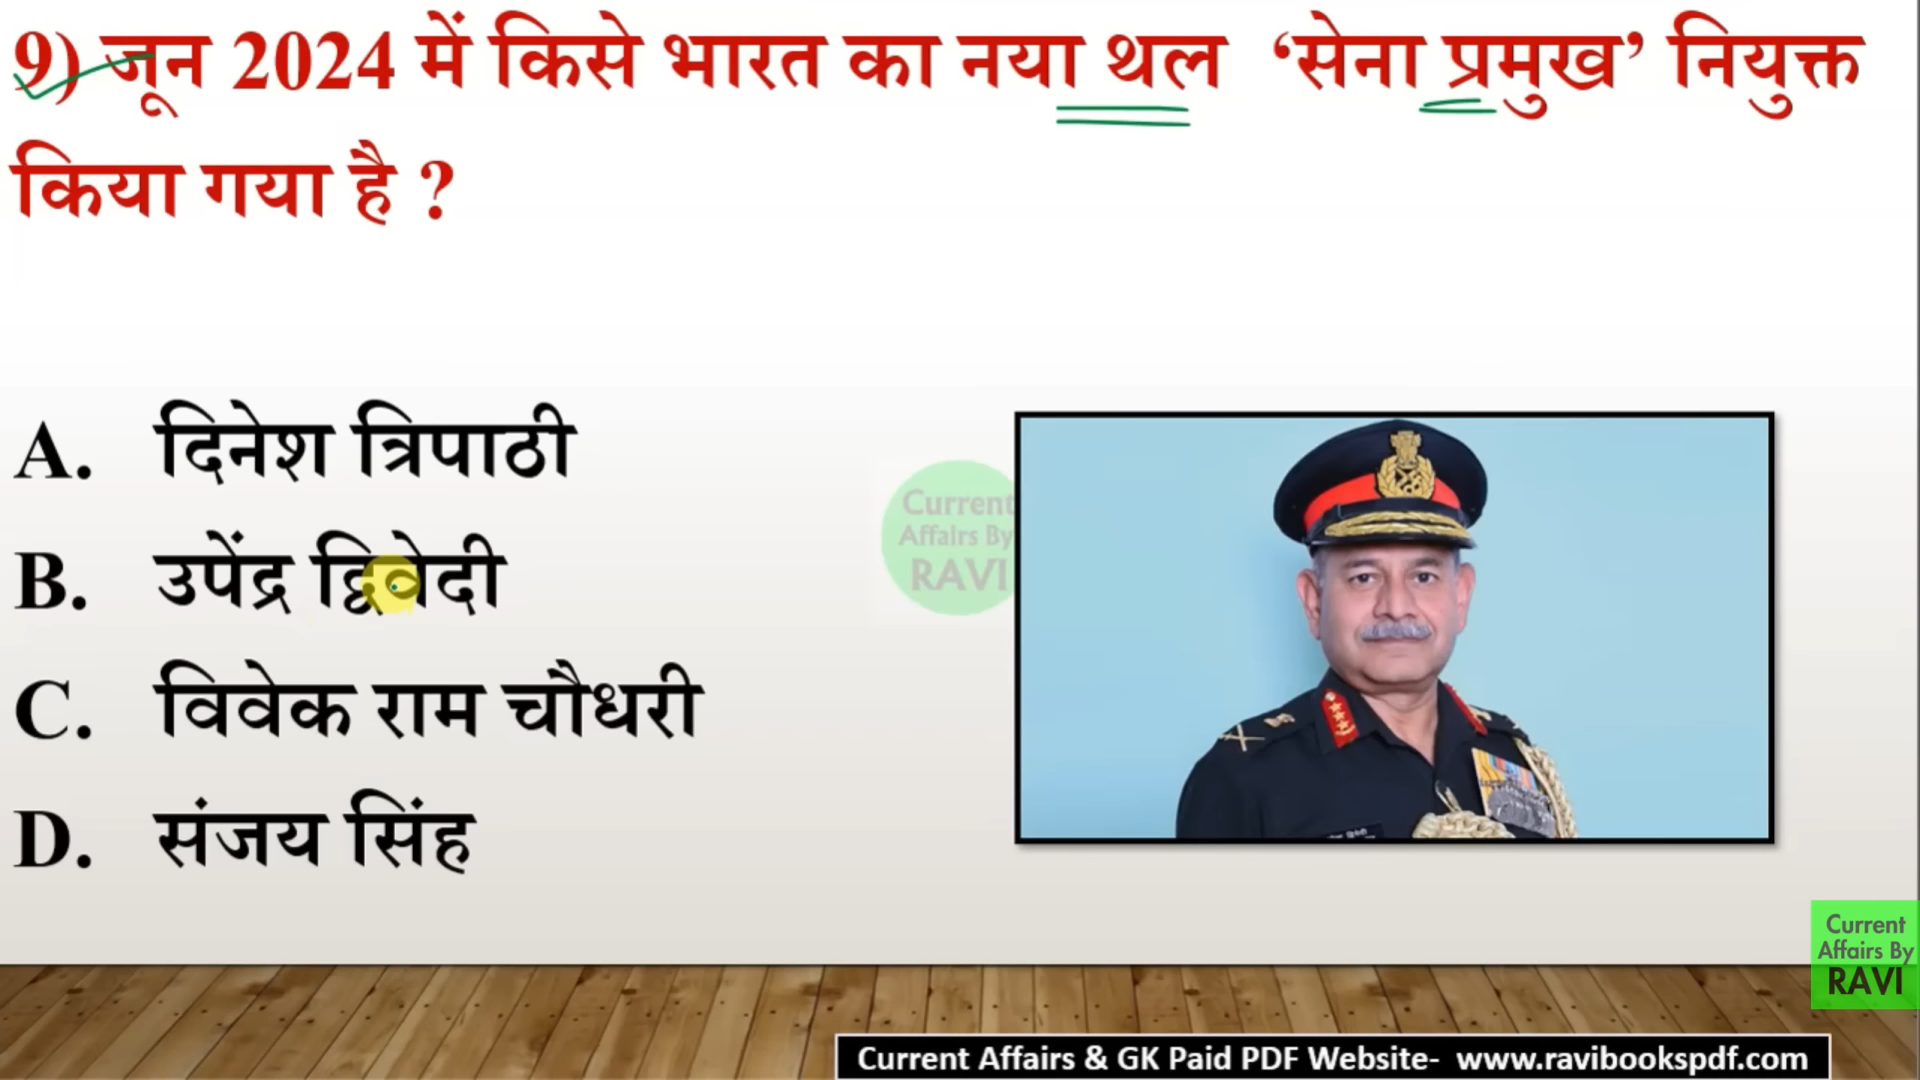 9) जून 2024 में किसे भारत का नया थल ‘सेना प्रमुख’ नियुक्त
किया गया है ?
A. दिनेश त्रिपाठी
B. उपेंद्र द्विवेदी
C. विवेक राम चौधरी
D. संजय सिंह
Current
Affairs By
RAVI
Current
Affairs By
RAVI
Current Affairs & GK Paid PDF Website- www.ravibookspdf.com